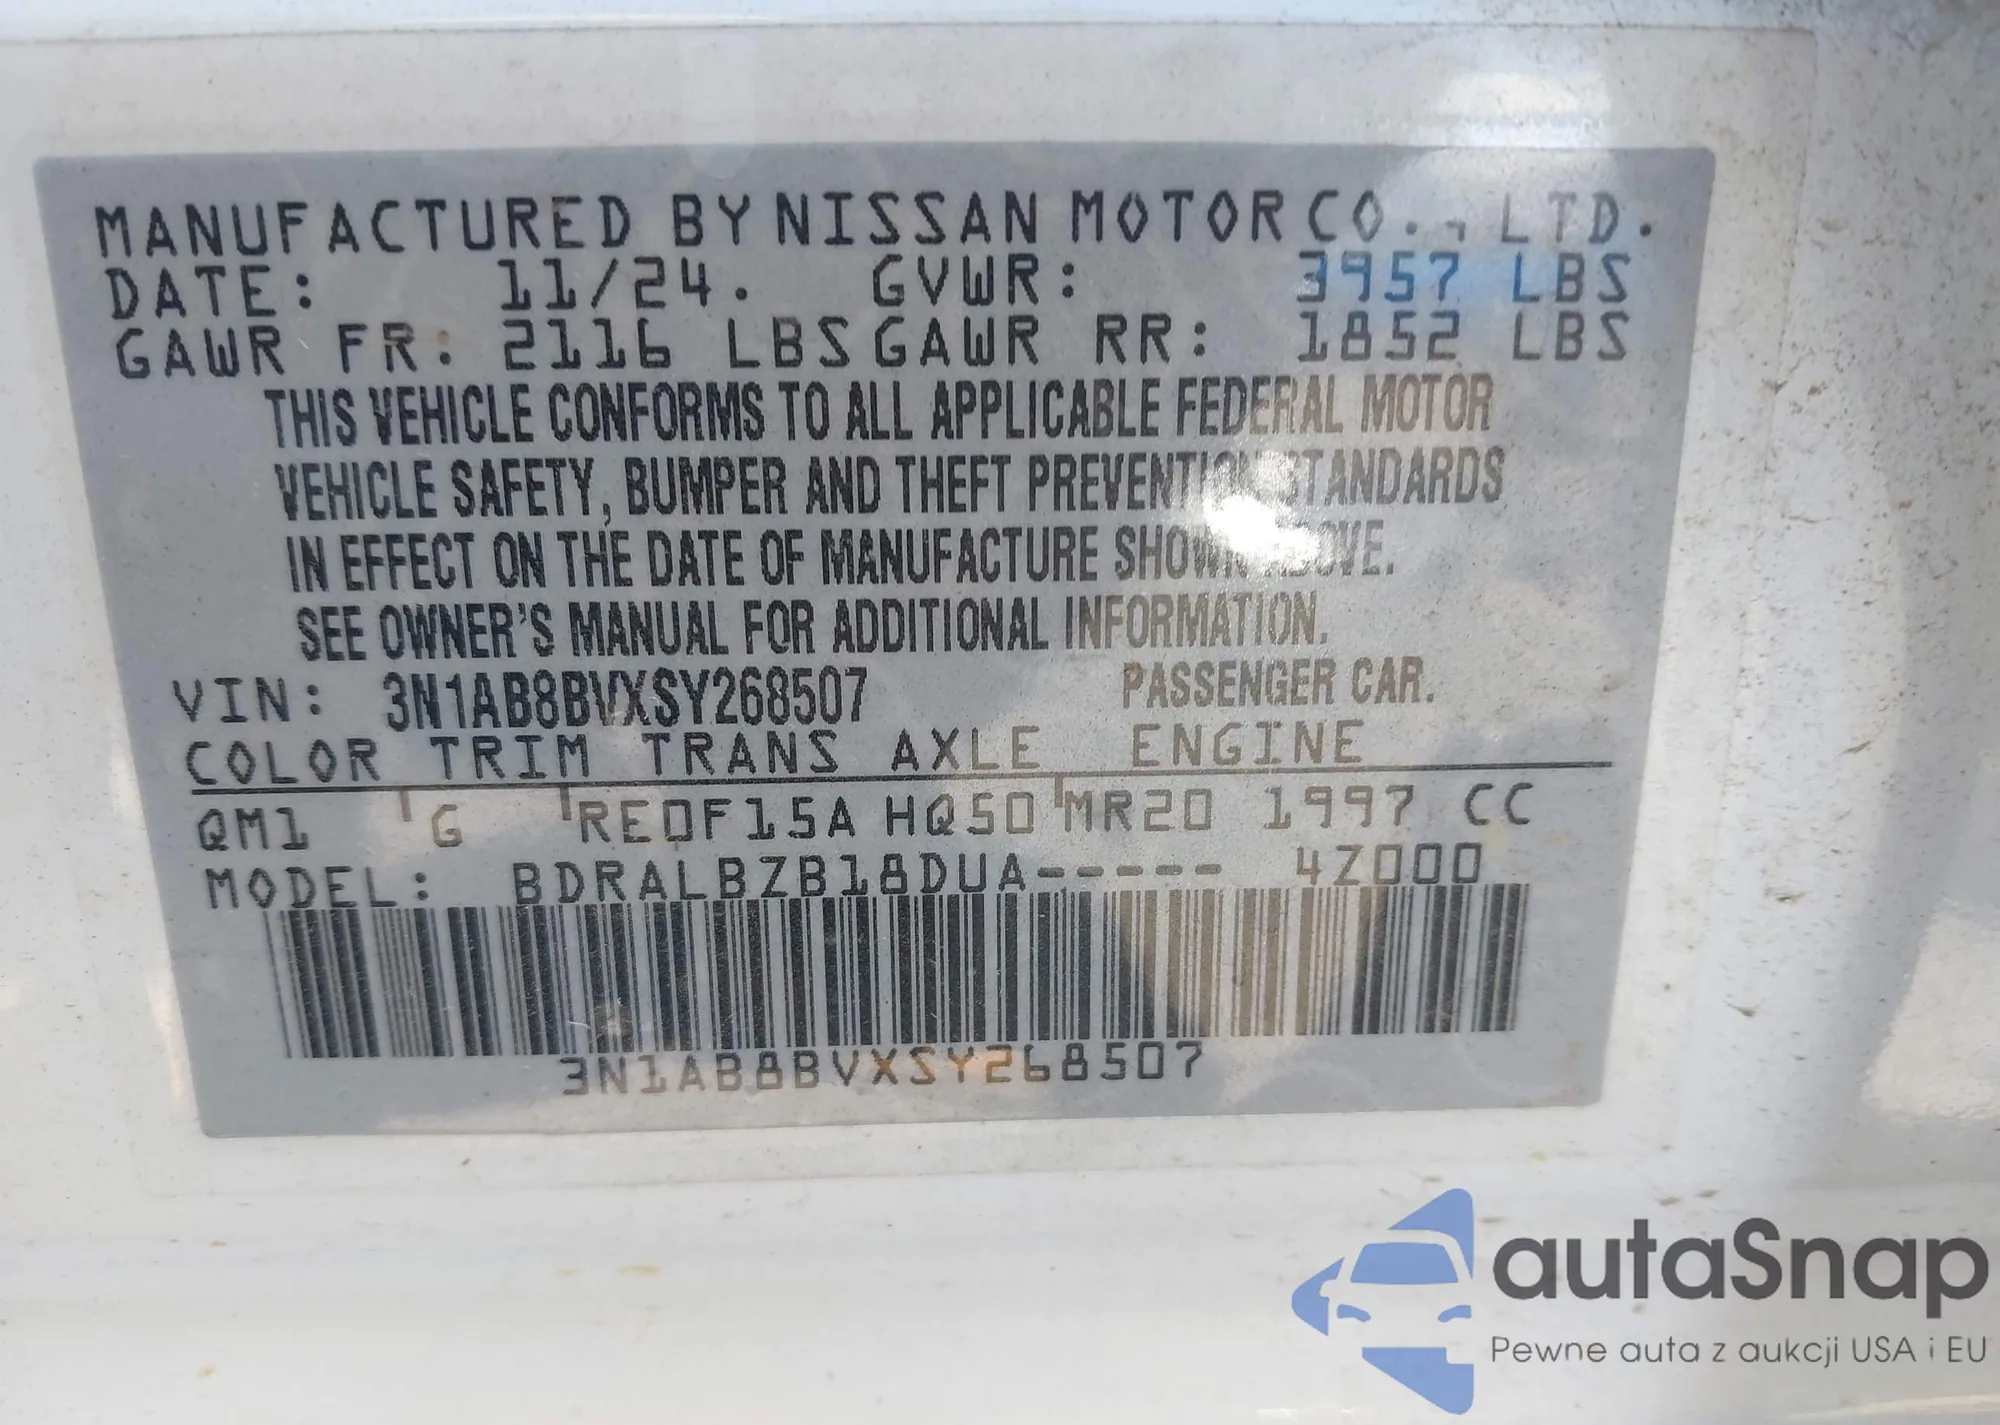 MANUFACTURED BY NISSAN MOTOR CO., LTD.
DATE: 11/24. GVWR: 3957 LBS
GAWR FR: 2116 LBS GAWR RR: 1852 LBS
THIS VEHICLE CONFORMS TO ALL APPLICABLE FEDERAL MOTOR
VEHICLE SAFETY, BUMPER AND THEFT PREVENTION STANDARDS
IN EFFECT ON THE DATE OF MANUFACTURE SHOWN ABOVE.
SEE OWNER'S MANUAL FOR ADDITIONAL INFORMATION.
VIN: 3N1AB8BVXSY268507 PASSENGER CAR.
COLOR TRIM TRANS AXLE ENGINE
QM1 G RE0F15A HQ50 MR20 1997 CC
MODEL: BDRALBZB18DUA----- 4Z000
3N1AB8BVXSY268507
autaSnap
Pewne auta z aukcji USA i EU